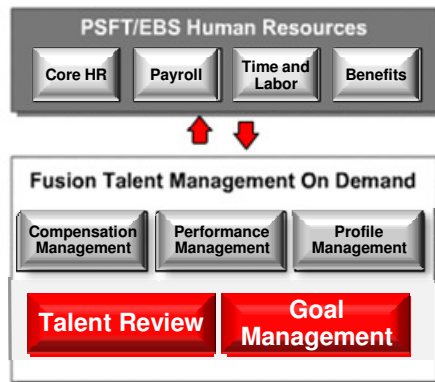 PSFT/EBS Human Resources
Core HR Payroll Time and Benefits
Labor
Fusion Talent Management On Demand
Compensation Performance Profile
Management Management Management
Talent Review Goal
Management